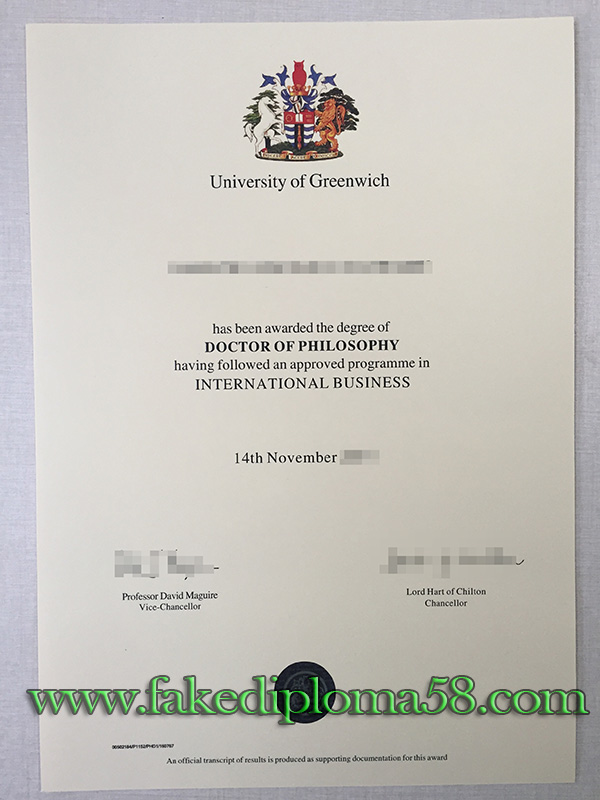 University of Greenwich
has been awarded the degree of
DOCTOR OF PHILOSOPHY
having followed an approved programme in
INTERNATIONAL BUSINESS
14th November
Professor David Maguire
Vice-Chancellor
Lord Hart of Chilton
Chancellor
www.fakediploma58.com
An official transcript of results is produced as supporting documentation for this award